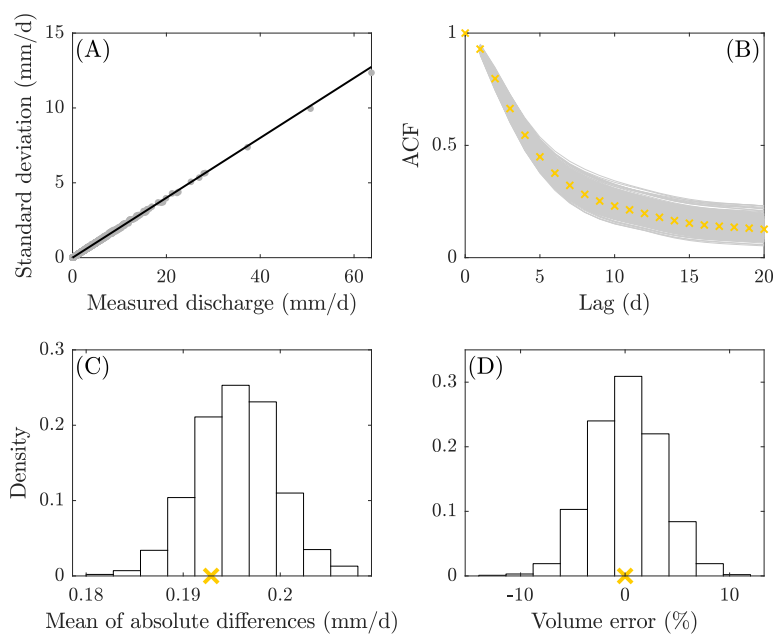 (A)
Standard deviation (mm/d)
15
10
5
0
0
20
40
60
Measured discharge (mm/d)
(B)
ACF
1
0.5
0
0
5
10
15
20
Lag (d)
(C)
Density
0.3
0.2
0.1
0
0.18
0.19
0.2
Mean of absolute differences (mm/d)
(D)
0.3
0.2
0.1
0
-10
0
10
Volume error (%)